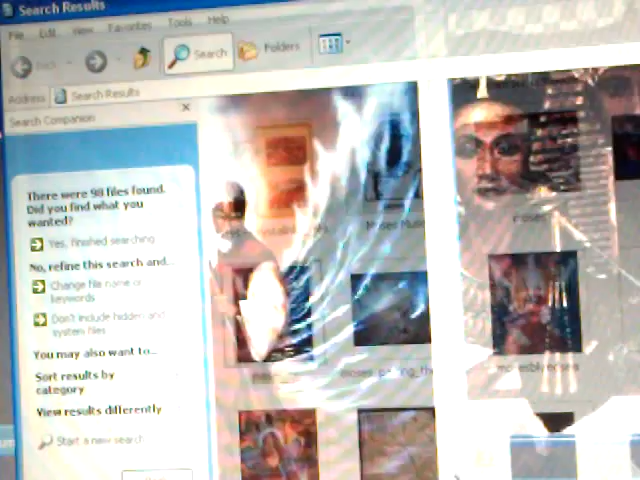 Search Results
File Edit View Favorites Tools Help
Back Search Folders
Address Search Results
Search Companion
There were 98 files found.
Did you find what you
wanted?
Yes, finished searching
No, refine this search and...
Change file name or
keywords
Don't include hidden and
system files
You may also want to...
Sort results by
category
View results differently
Start a new search
Moses
moses